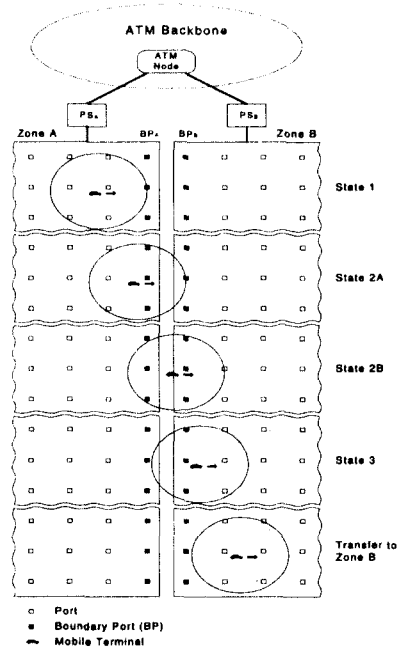 ATM Backbone
ATM
Node
PSA
PSB
Zone A
BPA
BPB
Zone B
State 1
State 2A
State 2B
State 3
Transfer to
Zone B
Port
Boundary Port (BP)
Mobile Terminal